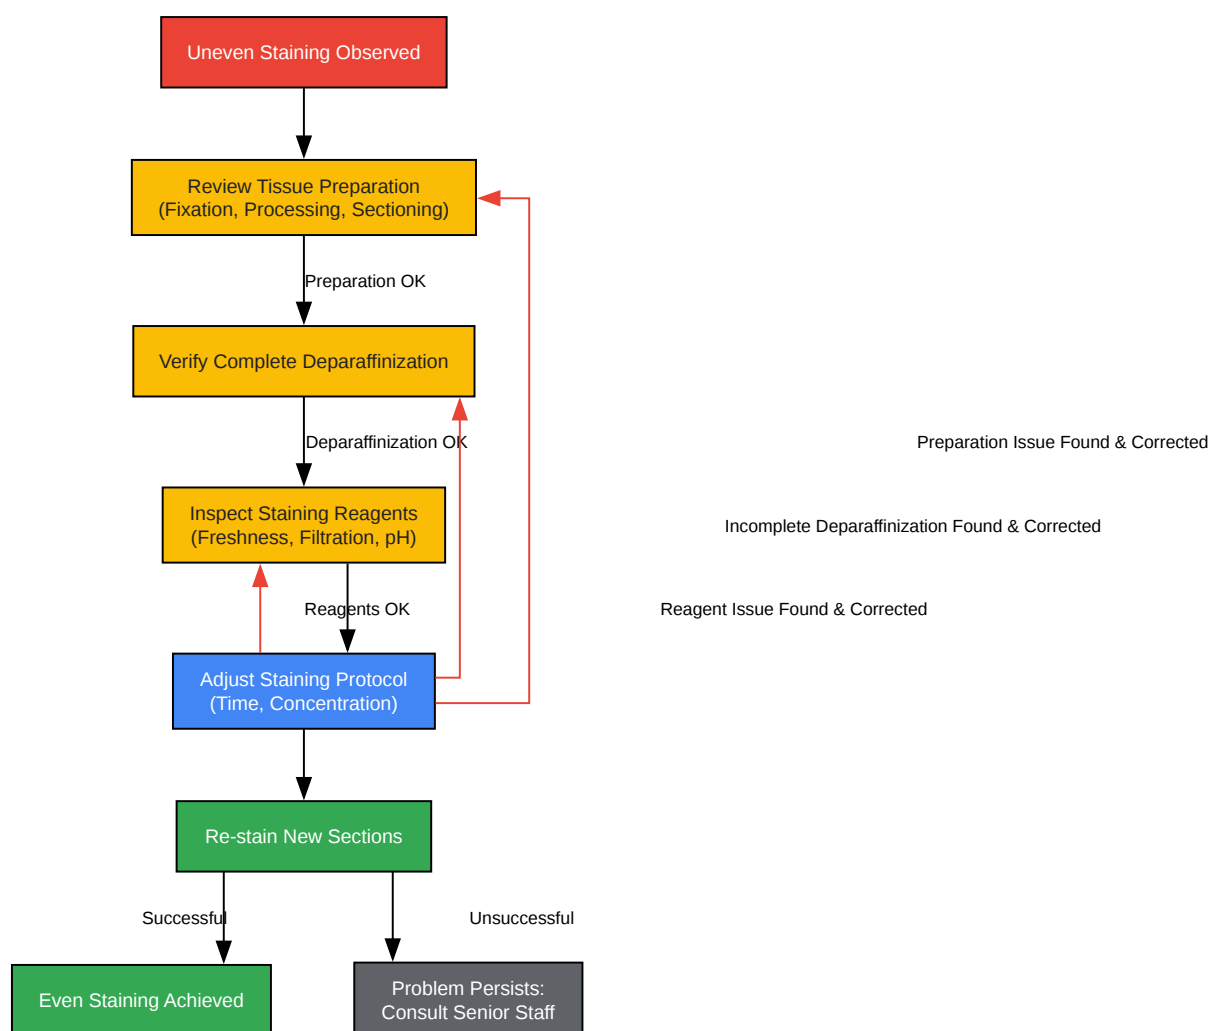 Uneven Staining Observed
Review Tissue Preparation
(Fixation, Processing, Sectioning)
Preparation OK
Verify Complete Deparaffinization
Deparaffinization OK
Preparation Issue Found & Corrected
Inspect Staining Reagents
(Freshness, Filtration, pH)
Incomplete Deparaffinization Found & Corrected
Reagents OK
Reagent Issue Found & Corrected
Adjust Staining Protocol
(Time, Concentration)
Re-stain New Sections
Successful
Unsuccessful
Even Staining Achieved
Problem Persists:
Consult Senior Staff